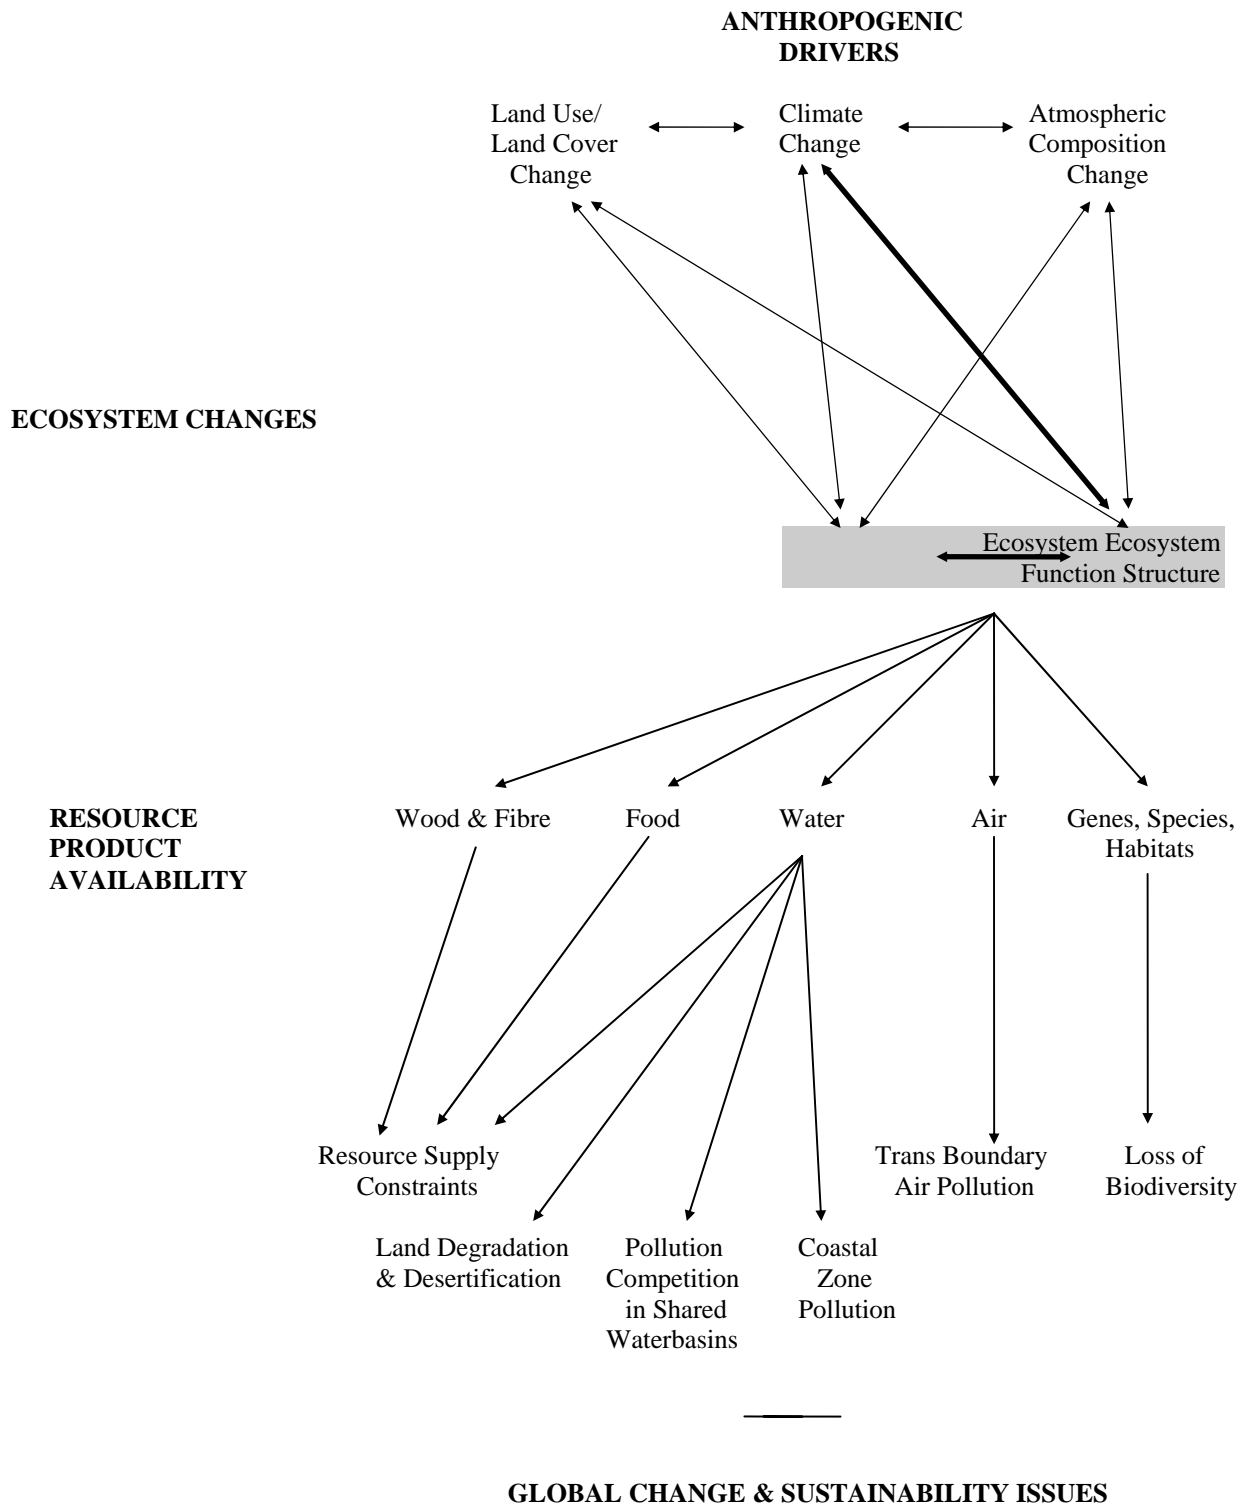 ANTHROPOGENIC
DRIVERS
Land Use/
Land Cover
Change
Climate
Change
Atmospheric
Composition
Change
ECOSYSTEM CHANGES
Ecosystem Ecosystem
Function Structure
RESOURCE
PRODUCT
AVAILABILITY
Wood & Fibre
Food
Water
Air
Genes, Species,
Habitats
Resource Supply
Constraints
Trans Boundary
Air Pollution
Loss of
Biodiversity
Land Degradation
& Desertification
Pollution
Competition
in Shared
Waterbasins
Coastal
Zone
Pollution
GLOBAL CHANGE & SUSTAINABILITY ISSUES